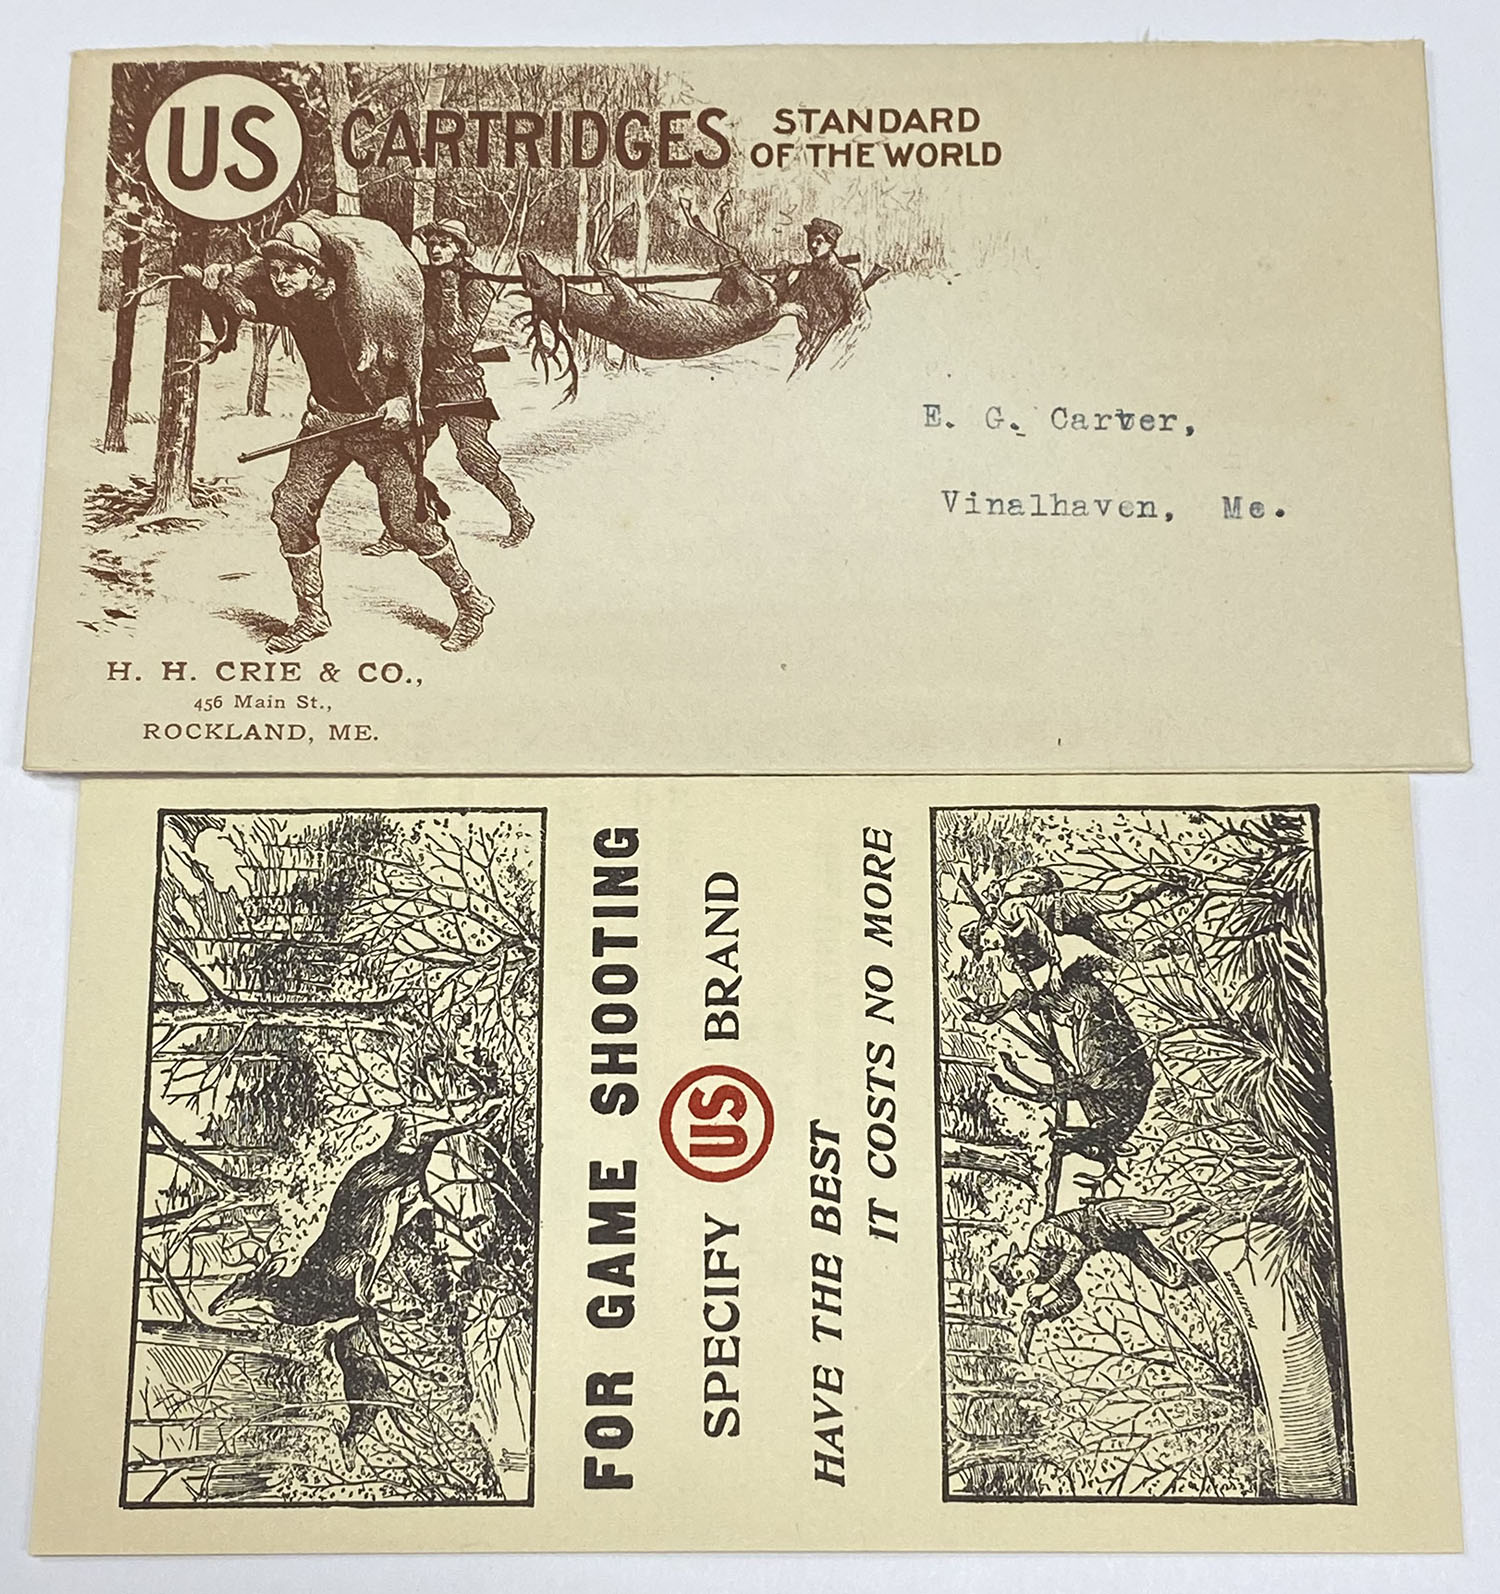 US CARTRIDGES STANDARD
OF THE WORLD
E. G. Carver,
Vinalhaven, Me.
H. H. CRIE & CO.,
456 Main St.,
ROCKLAND, ME.
FOR GAME SHOOTING
SPECIFY US BRAND
HAVE THE BEST
IT COSTS NO MORE